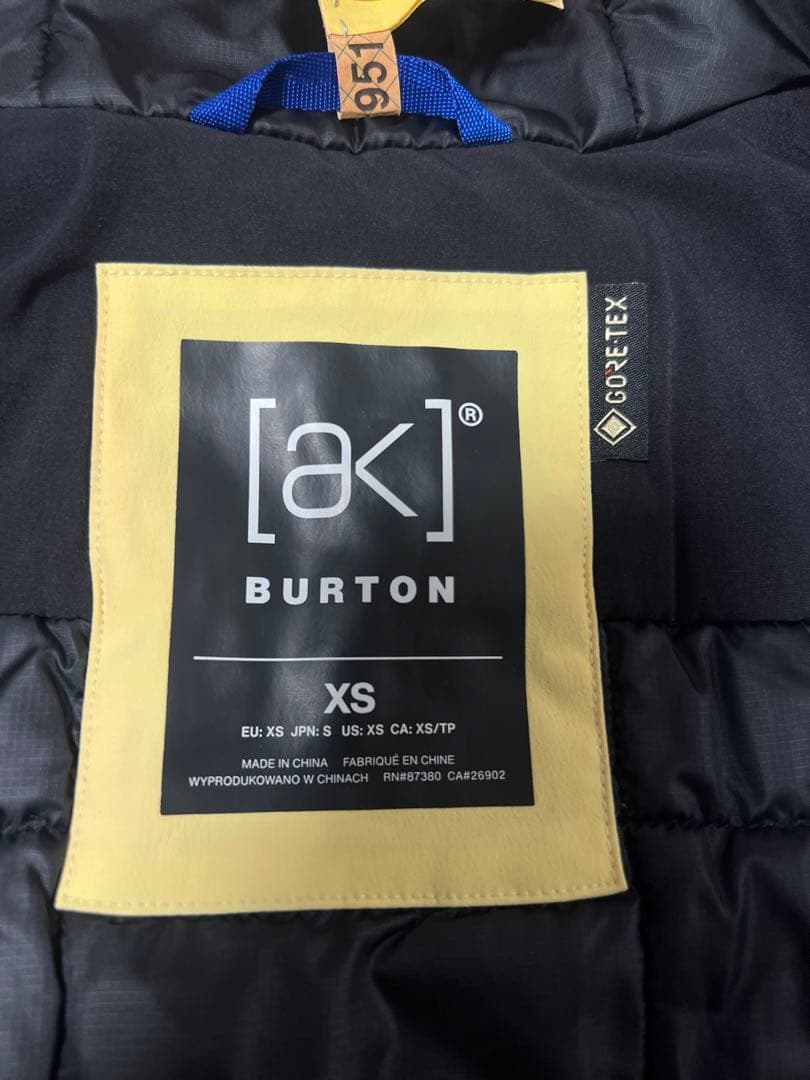 951
GORE-TEX
[ak]®
BURTON
XS
EU: XS JPN: S US: XS CA: XS/TP
MADE IN CHINA FABRIQUÉ EN CHINE
WYPRODUKOWANO W CHINACH RN#87380 CA#26902